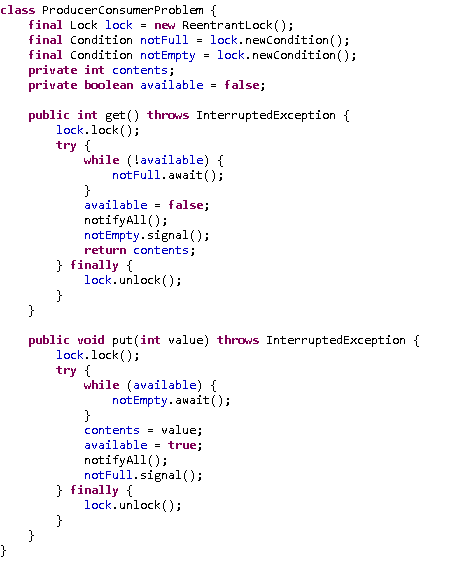 class ProducerConsumerProblem {
    final Lock lock = new ReentrantLock();
    final Condition notFull = lock.newCondition();
    final Condition notEmpty = lock.newCondition();
    private int contents;
    private boolean available = false;

    public int get() throws InterruptedException {
        lock.lock();
        try {
            while (!available) {
                notFull.await();
            }
            available = false;
            notifyAll();
            notEmpty.signal();
            return contents;
        } finally {
            lock.unlock();
        }
    }

    public void put(int value) throws InterruptedException {
        lock.lock();
        try {
            while (available) {
                notEmpty.await();
            }
            contents = value;
            available = true;
            notifyAll();
            notFull.signal();
        } finally {
            lock.unlock();
        }
    }
}